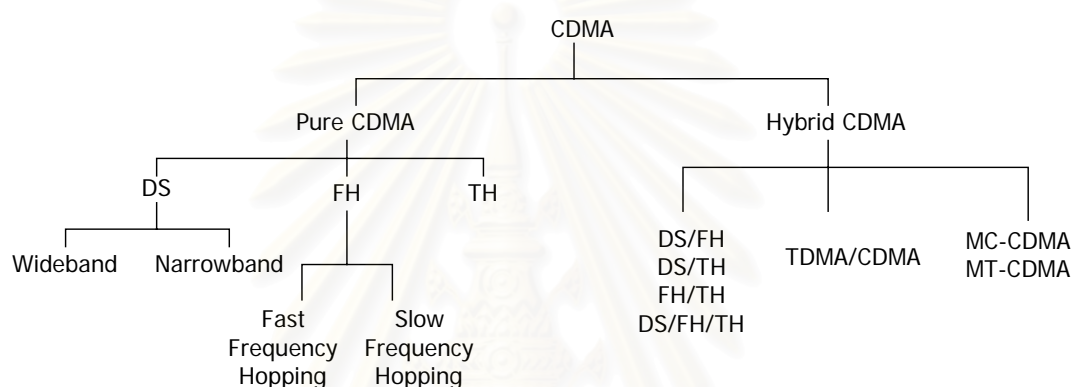 CDMA
Pure CDMA
Hybrid CDMA
DS
FH
TH
Wideband
Narrowband
Fast
Frequency
Hopping
Slow
Frequency
Hopping
DS/FH
DS/TH
FH/TH
DS/FH/TH
TDMA/CDMA
MC-CDMA
MT-CDMA